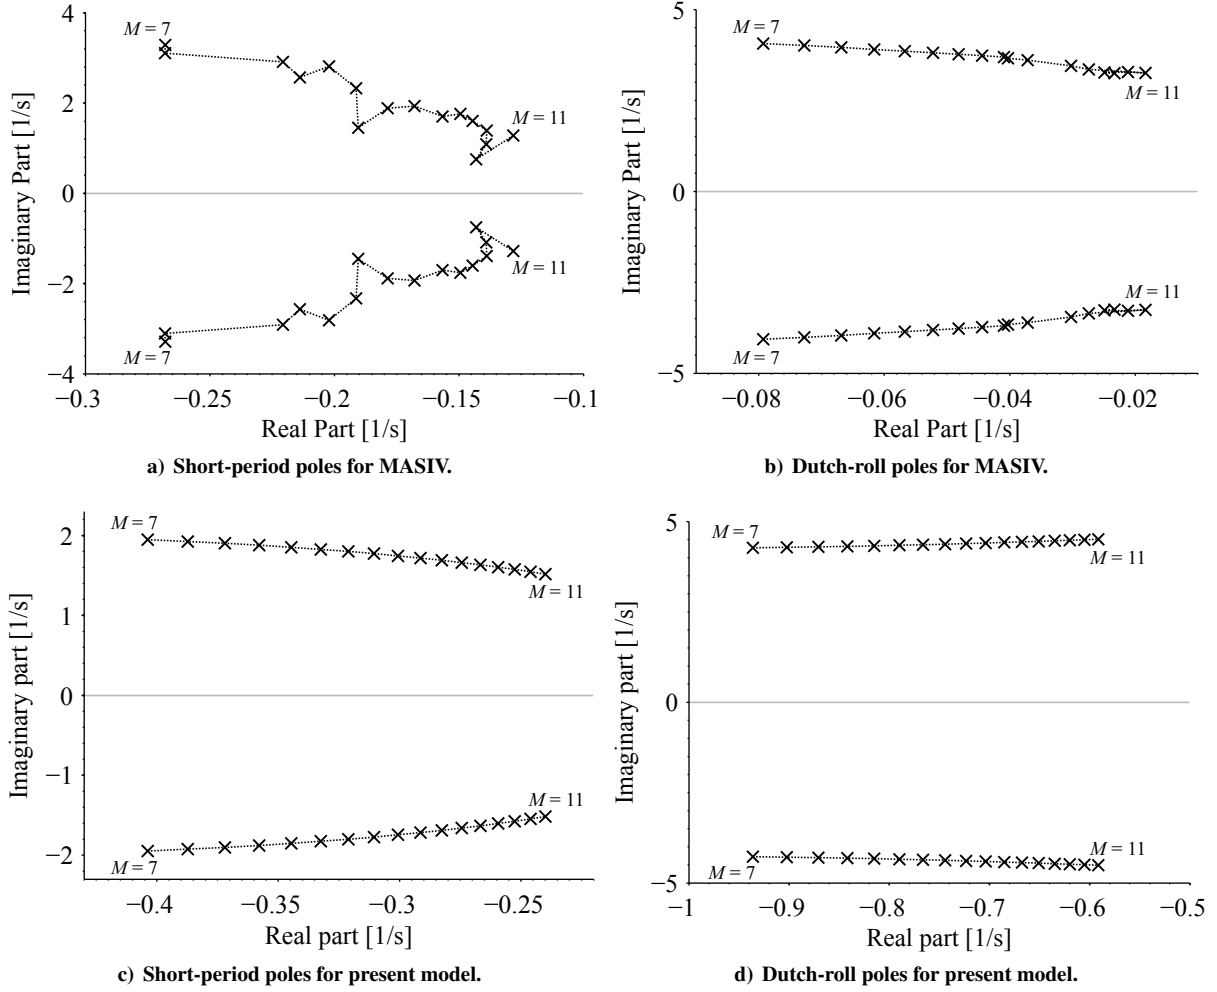 4
2
0
−2
−4
Imaginary Part [1/s]
M = 7
M = 11
M = 11
M = 7
−0.3
−0.25
−0.2
−0.15
−0.1
Real Part [1/s]
a) Short-period poles for MASIV.
5
0
−5
Imaginary Part [1/s]
M = 7
M = 11
M = 11
M = 7
−0.08
−0.06
−0.04
−0.02
Real Part [1/s]
b) Dutch-roll poles for MASIV.
2
1
0
−1
−2
Imaginary part [1/s]
M = 7
M = 11
M = 11
M = 7
−0.4
−0.35
−0.3
−0.25
Real part [1/s]
c) Short-period poles for present model.
5
0
−5
Imaginary part [1/s]
M = 7
M = 11
M = 11
M = 7
−1
−0.9
−0.8
−0.7
−0.6
−0.5
Real part [1/s]
d) Dutch-roll poles for present model.